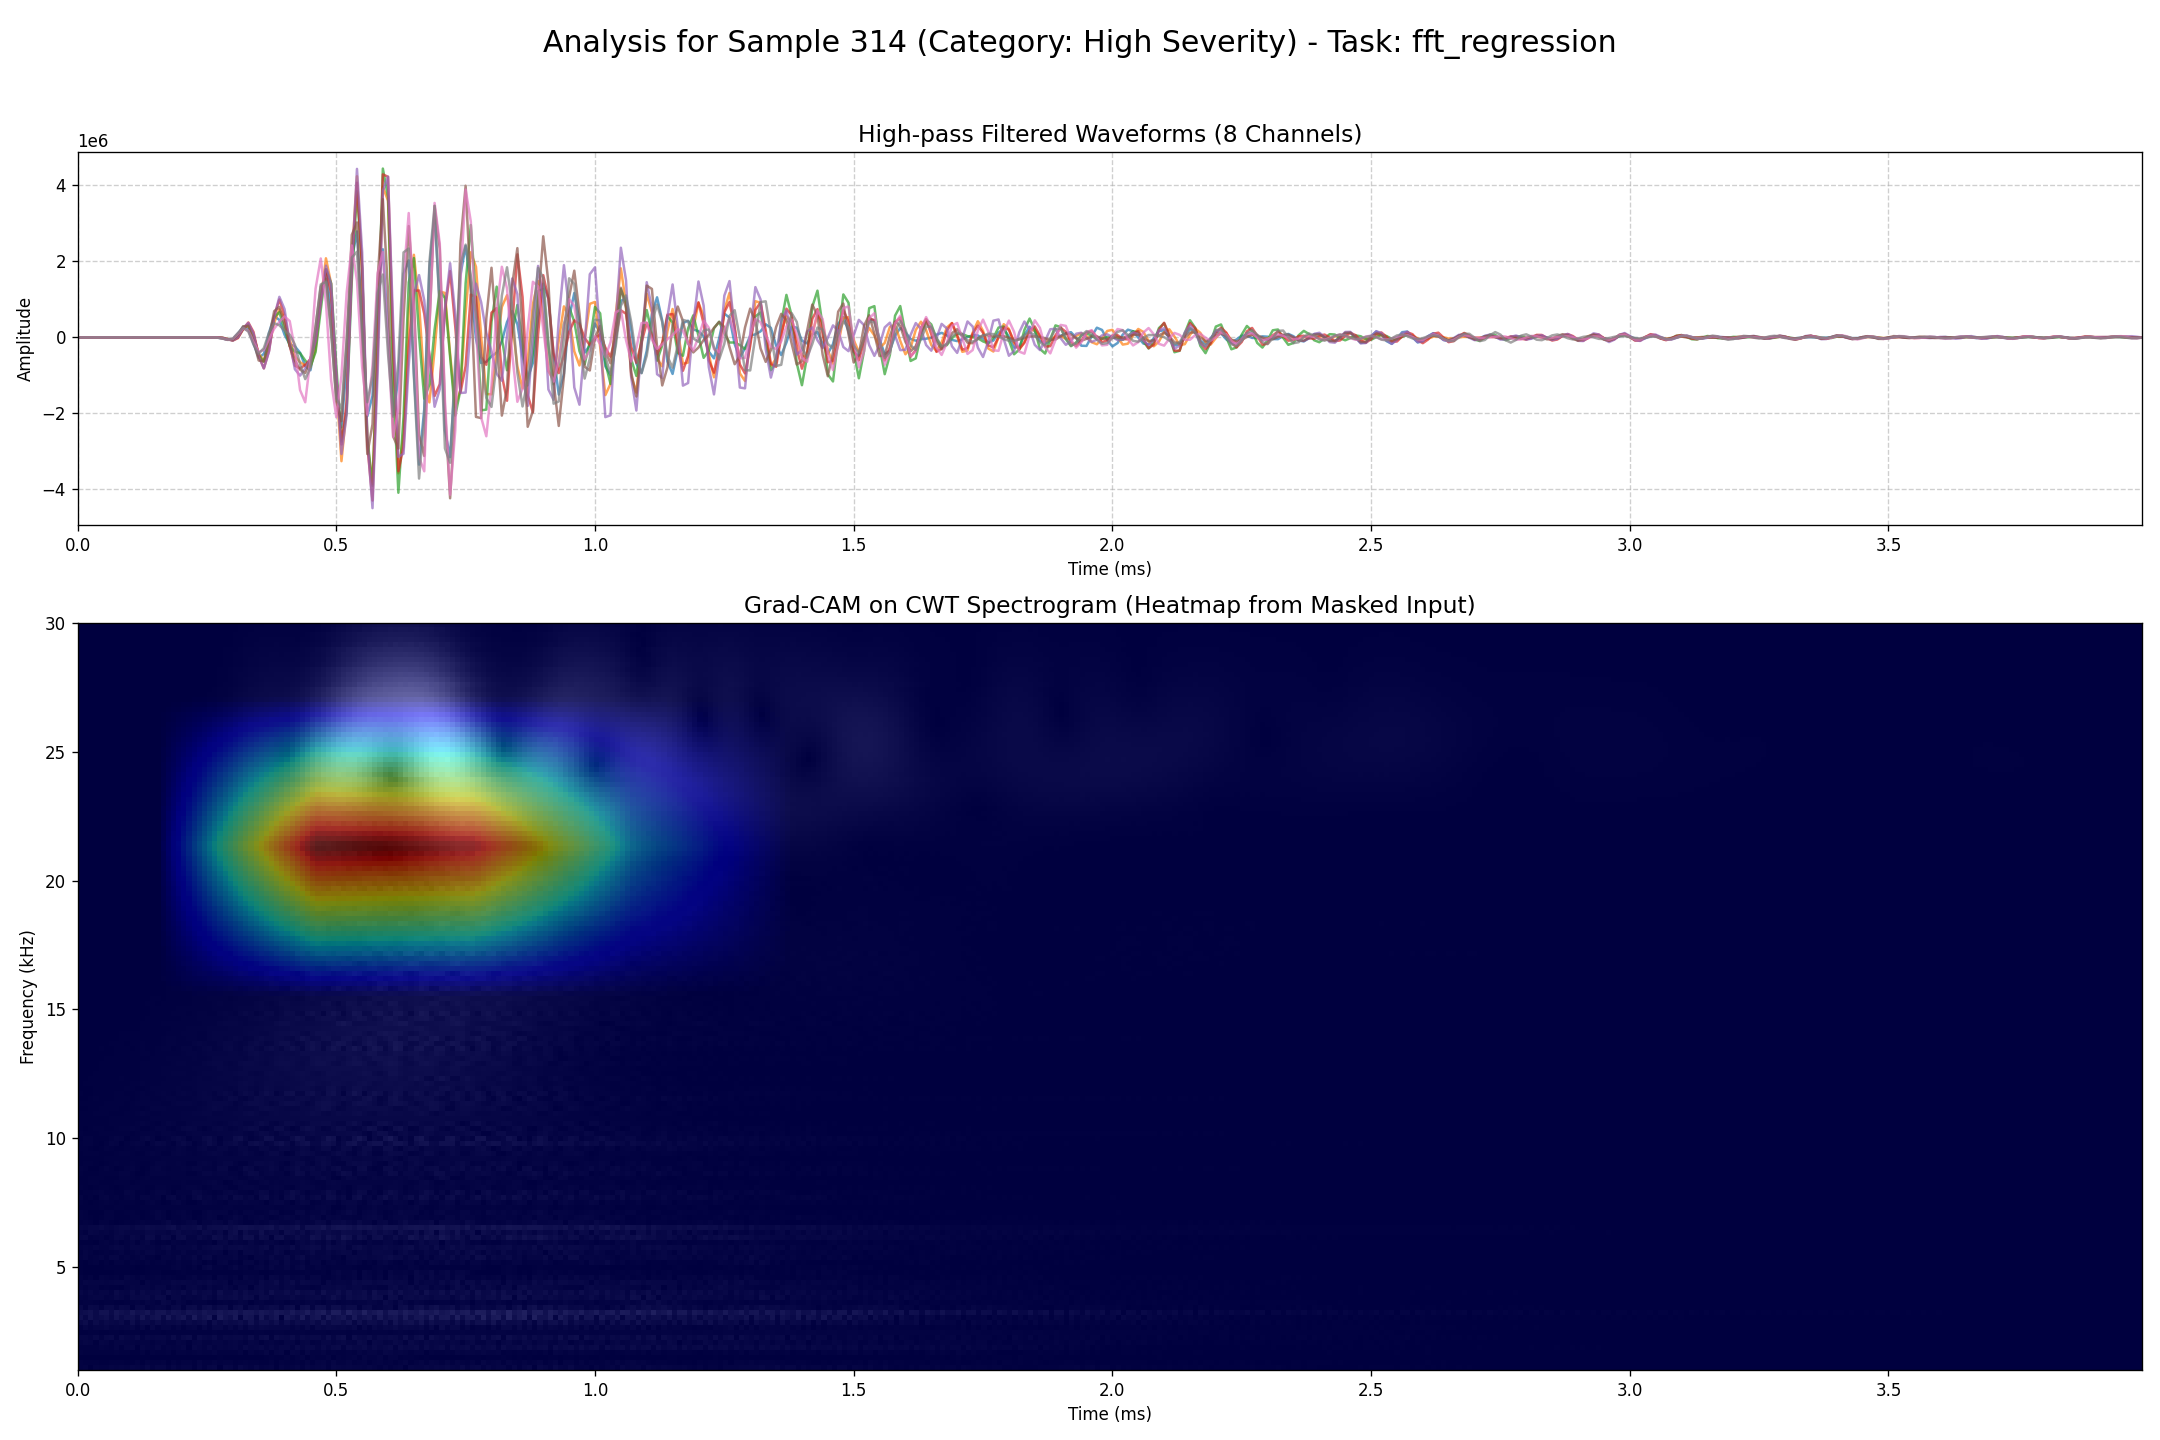 Analysis for Sample 314 (Category: High Severity) - Task: fft_regression
High-pass Filtered Waveforms (8 Channels)
1e6
4
2
0
−2
−4
Amplitude
0.0 0.5 1.0 1.5 2.0 2.5 3.0 3.5
Time (ms)
Grad-CAM on CWT Spectrogram (Heatmap from Masked Input)
30
25
20
15
10
5
Frequency (kHz)
0.0 0.5 1.0 1.5 2.0 2.5 3.0 3.5
Time (ms)